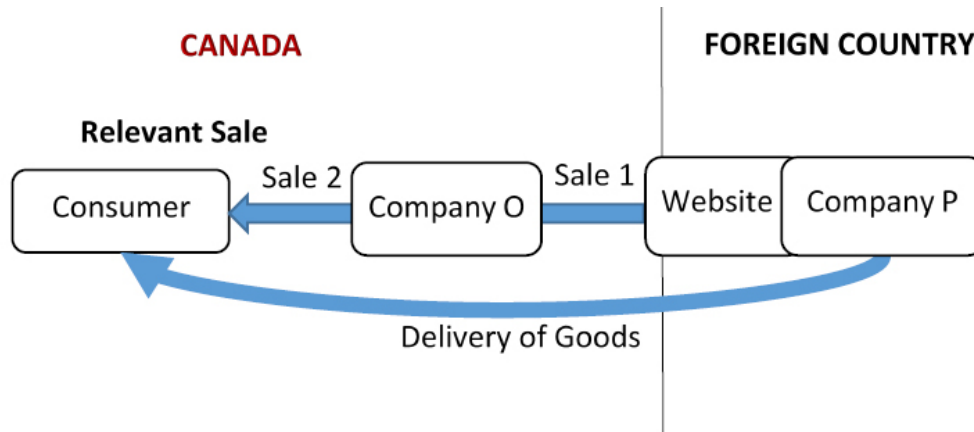 CANADA
FOREIGN COUNTRY
Relevant Sale
Consumer
Sale 2
Company O
Sale 1
Website
Company P
Delivery of Goods